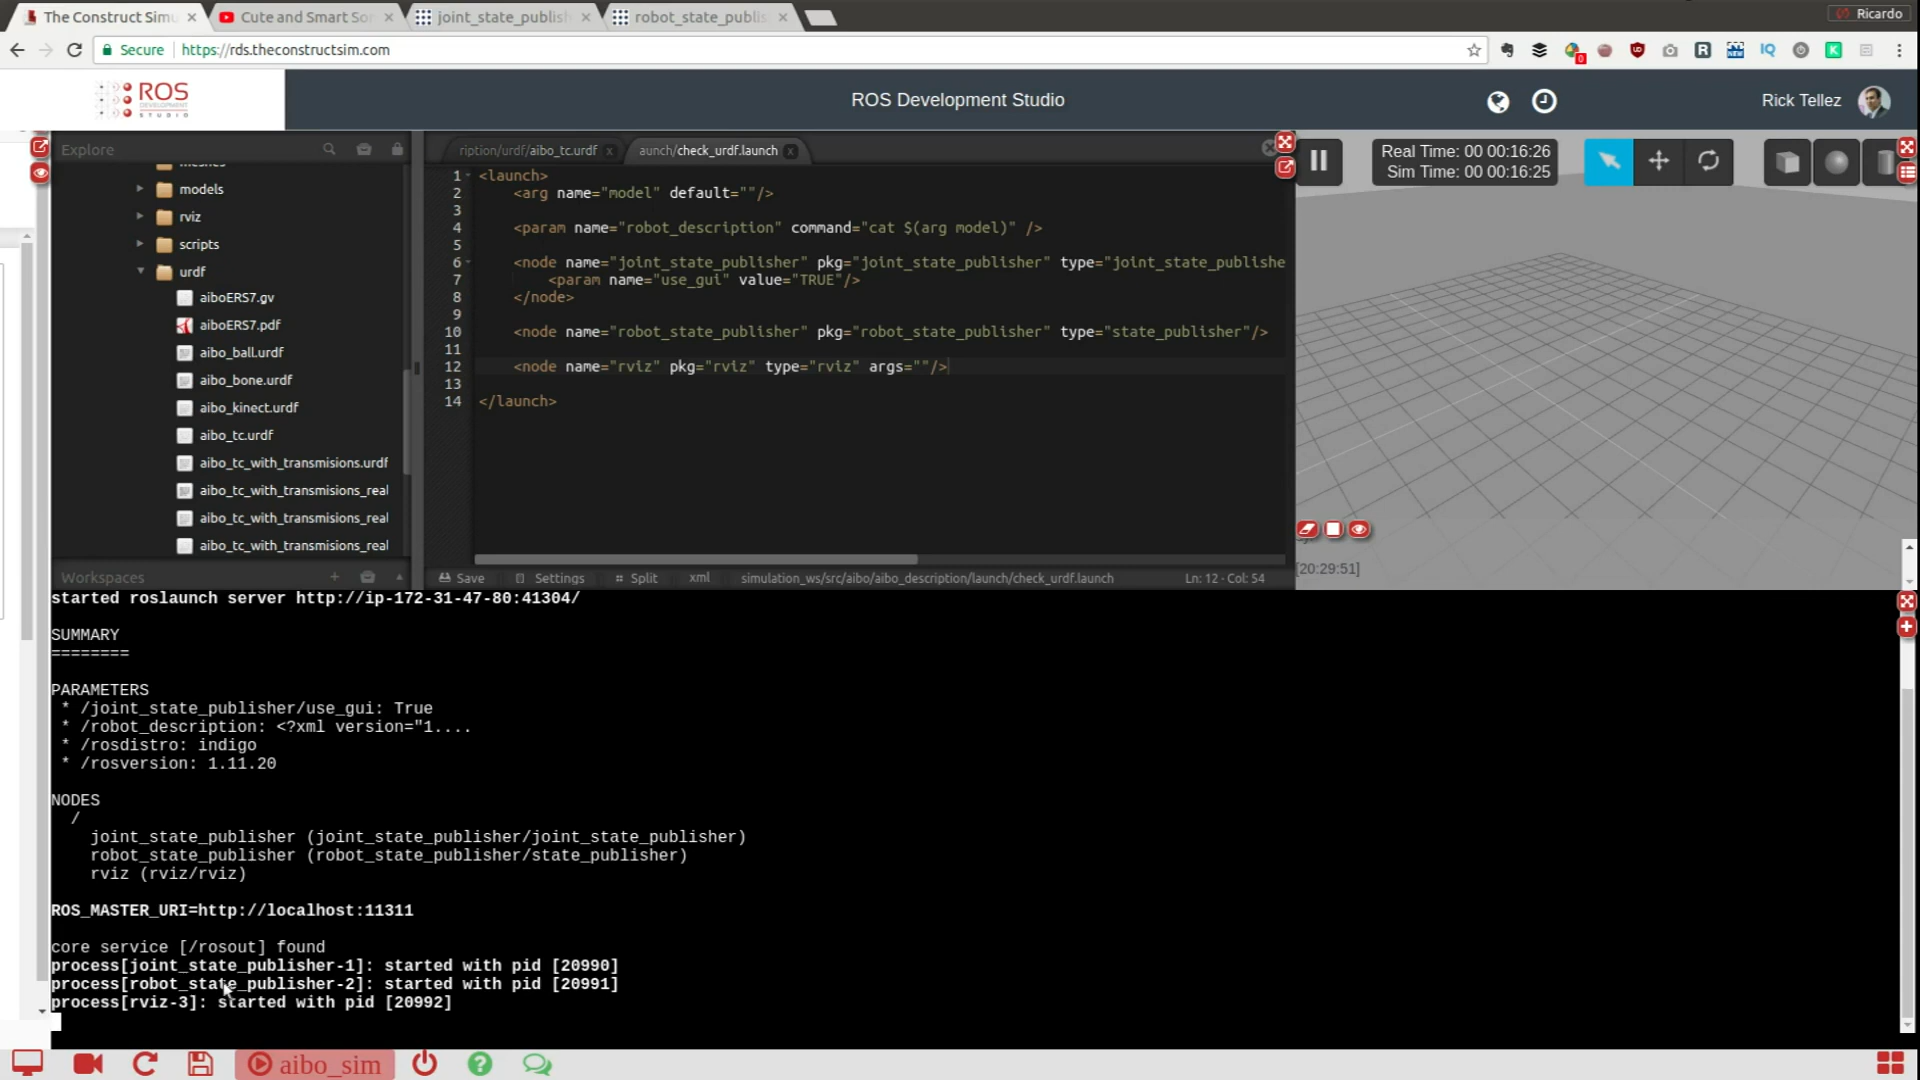 The Construct Simu
Cute and Smart So
joint_state_publish
robot_state_publis
Ricardo
Secure
https://rds.theconstructsim.com
ROS
DEVELOPMENT
STUDIO
ROS Development Studio
Rick Tellez
Explore
meshes
models
rviz
scripts
urdf
aiboERS7.gv
aiboERS7.pdf
aibo_ball.urdf
aibo_bone.urdf
aibo_kinect.urdf
aibo_tc.urdf
aibo_tc_with_transmisions.urdf
aibo_tc_with_transmisions_real
aibo_tc_with_transmisions_real
aibo_tc_with_transmisions_real
Workspaces
ription/urdf/aibo_tc.urdf
aunch/check_urdf.launch
1 <launch>
2 <arg name="model" default=""/>
3
4 <param name="robot_description" command="cat $(arg model)" />
5
6 <node name="joint_state_publisher" pkg="joint_state_publisher" type="joint_state_publishe
7 <param name="use_gui" value="TRUE"/>
8 </node>
9
10 <node name="robot_state_publisher" pkg="robot_state_publisher" type="state_publisher"/>
11
12 <node name="rviz" pkg="rviz" type="rviz" args=""/>
13
14 </launch>
Save
Settings
Split
xml
simulation_ws/src/aibo/aibo_description/launch/check_urdf.launch
Ln: 12 · Col: 54
Real Time: 00 00:16:26
Sim Time: 00 00:16:25
[20:29:51]
started roslaunch server http://ip-172-31-47-80:41304/
SUMMARY
========
PARAMETERS
* /joint_state_publisher/use_gui: True
* /robot_description: <?xml version="1....
* /rosdistro: indigo
* /rosversion: 1.11.20
NODES
/
joint_state_publisher (joint_state_publisher/joint_state_publisher)
robot_state_publisher (robot_state_publisher/state_publisher)
rviz (rviz/rviz)
ROS_MASTER_URI=http://localhost:11311
core service [/rosout] found
process[joint_state_publisher-1]: started with pid [20990]
process[robot_state_publisher-2]: started with pid [20991]
process[rviz-3]: started with pid [20992]
aibo_sim